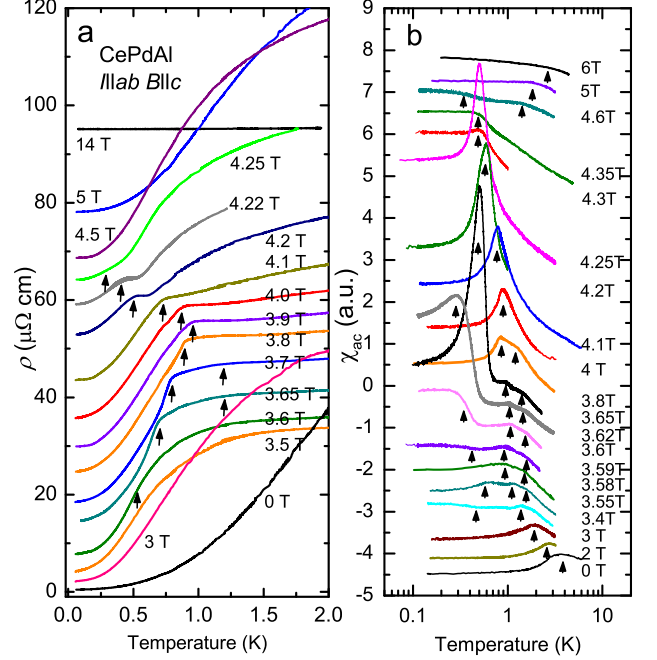 a
CePdAl
I||ab B||c
120
100
80
60
40
20
0
ρ (μΩ cm)
14 T
5 T
4.5 T
4.25 T
4.22 T
4.2 T
4.1 T
4.0 T
3.9 T
3.8 T
3.7 T
3.65 T
3.6 T
3.5 T
3 T
0 T
0.0 0.5 1.0 1.5 2.0
Temperature (K)
b
9
8
7
6
5
4
3
2
1
0
-1
-2
-3
-4
-5
χac (a.u.)
6T
5T
4.6T
4.35T
4.3T
4.25T
4.2T
4.1T
4 T
3.8T
3.65T
3.62T
3.6T
3.59T
3.58T
3.55T
3.4T
3 T
2 T
0 T
0.1 1 10
Temperature (K)